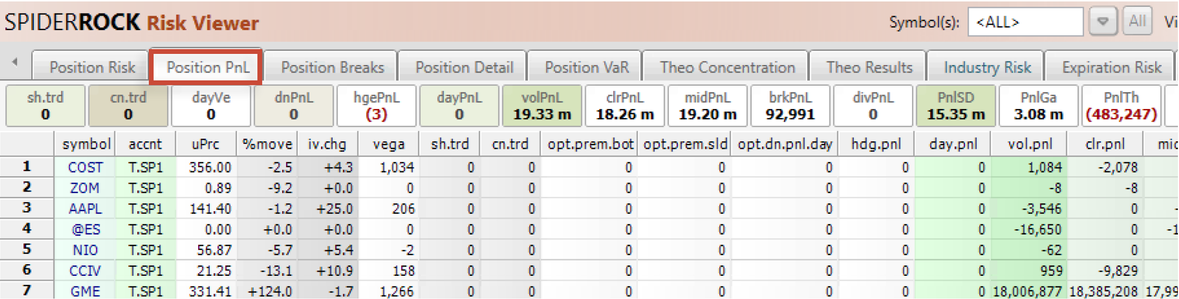 SPIDERROCK Risk Viewer Symbol(s): <ALL> All Vi
Position Risk Position PnL Position Breaks Position Detail Position VaR Theo Concentration Theo Results Industry Risk Expiration Risk
sh.trd cn.trd dayVe dnPnL hgePnL dayPnL volPnL clrPnL midPnL brkPnL divPnL PnlSD PnlGa PnlTh
0 0 0 0 (3) 0 19.33 m 18.26 m 19.20 m 92,991 0 15.35 m 3.08 m (483,247)
symbol accnt uPrc %move iv.chg vega sh.trd cn.trd opt.prem.bot opt.prem.sld opt.dn.pnl.day hdg.pnl day.pnl vol.pnl clr.pnl mid
1 COST T.SP1 356.00 -2.5 +4.3 1,034 0 0 0 0 0 0 0 1,084 -2,078
2 ZOM T.SP1 0.89 -9.2 +0.0 0 0 0 0 0 0 0 0 -8 -8
3 AAPL T.SP1 141.40 -1.2 +25.0 206 0 0 0 0 0 0 0 -3,546 0 -
4 @ES T.SP1 0.00 +0.0 +0.0 0 0 0 0 0 0 0 0 -16,650 0 -1
5 NIO T.SP1 56.87 -5.7 +5.4 -2 0 0 0 0 0 0 0 -62 0
6 CCIV T.SP1 21.25 -13.1 +10.9 158 0 0 0 0 0 0 0 959 -9,829
7 GME T.SP1 331.41 +124.0 -1.7 1,266 0 0 0 0 0 0 0 18,006,877 18,385,208 17,99